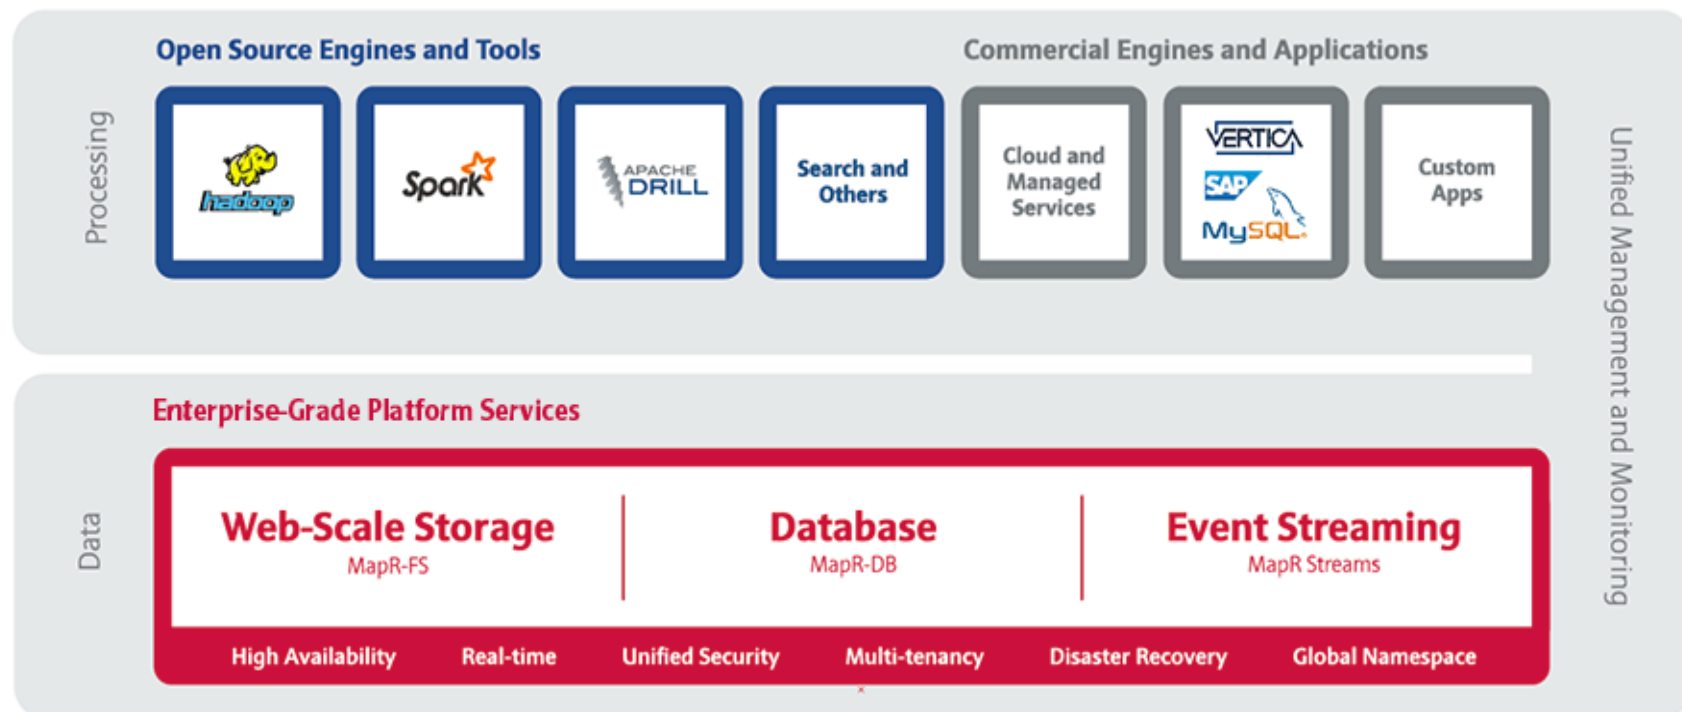 Open Source Engines and Tools
Commercial Engines and Applications
Processing
hadoop
Spark
APACHE
DRILL
Search and
Others
Cloud and
Managed
Services
VERTICA
SAP
MySQL
Custom
Apps
Unified Management and Monitoring
Enterprise-Grade Platform Services
Data
Web-Scale Storage
MapR-FS
Database
MapR-DB
Event Streaming
MapR Streams
High Availability
Real-time
Unified Security
Multi-tenancy
Disaster Recovery
Global Namespace